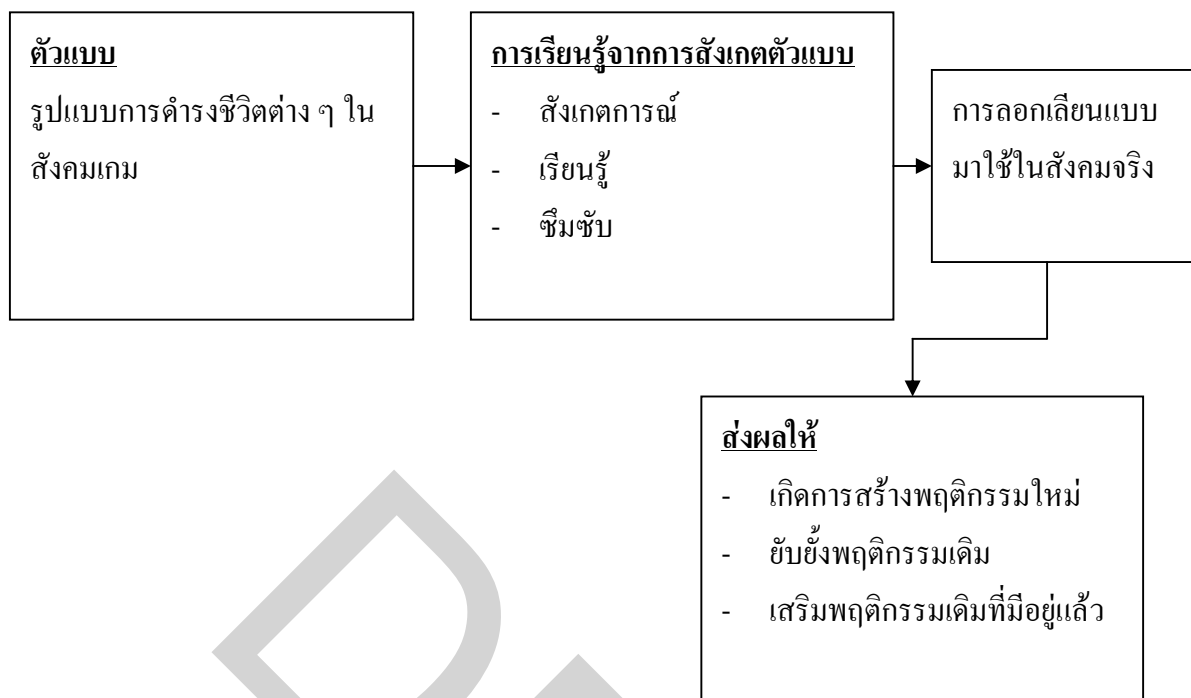 ตัวแบบ
รูปแบบการดำรงชีวิตต่าง ๆ ใน
สังคมเกม
การเรียนรู้จากการสังเกตตัวแบบ
- สังเกตการณ์
- เรียนรู้
- ซึมซับ
การลอกเลียนแบบ
มาใช้ในสังคมจริง
ส่งผลให้
- เกิดการสร้างพฤติกรรมใหม่
- ยับยั้งพฤติกรรมเดิม
- เสริมพฤติกรรมเดิมที่มีอยู่แล้ว